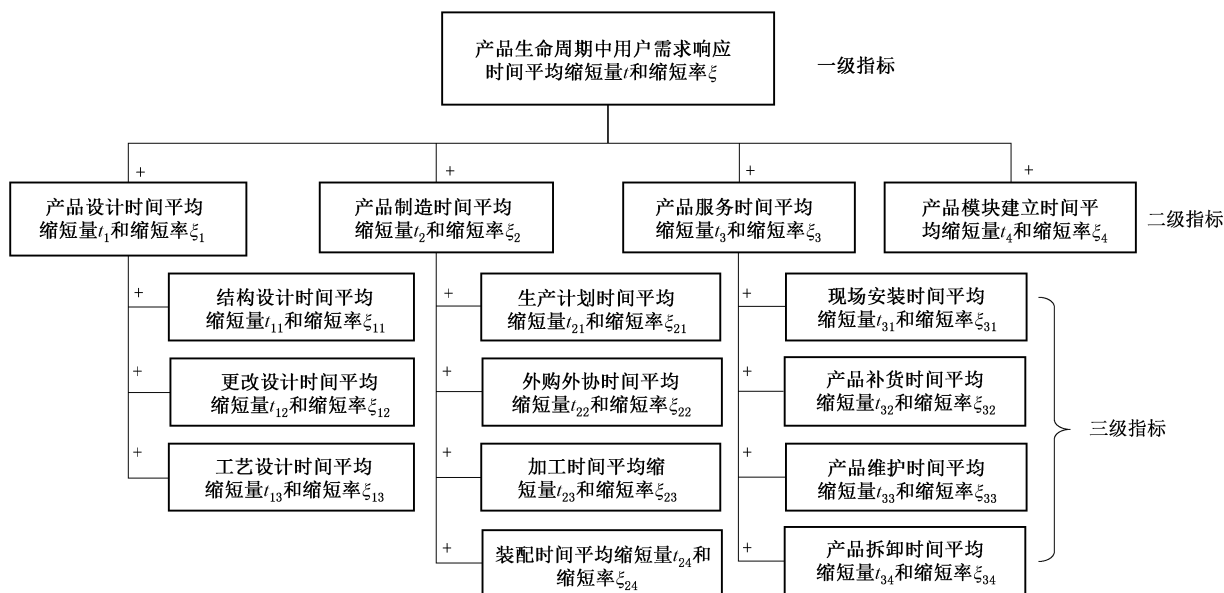 产品生命周期中用户需求响应
时间平均缩短量t和缩短率ξ
一级指标
+
+
+
+
产品设计时间平均
缩短量t₁和缩短率ξ₁
产品制造时间平均
缩短量t₂和缩短率ξ₂
产品服务时间平均
缩短量t₃和缩短率ξ₃
产品模块建立时间平
均缩短量t₄和缩短率ξ₄
二级指标
+
结构设计时间平均
缩短量t₁₁和缩短率ξ₁₁
+
更改设计时间平均
缩短量t₁₂和缩短率ξ₁₂
+
工艺设计时间平均
缩短量t₁₃和缩短率ξ₁₃
+
生产计划时间平均
缩短量t₂₁和缩短率ξ₂₁
+
外购外协时间平均
缩短量t₂₂和缩短率ξ₂₂
+
加工时间平均缩
短量t₂₃和缩短率ξ₂₃
+
装配时间平均缩短量t₂₄和
缩短率ξ₂₄
+
现场安装时间平均
缩短量t₃₁和缩短率ξ₃₁
+
产品补货时间平均
缩短量t₃₂和缩短率ξ₃₂
+
产品维护时间平均
缩短量t₃₃和缩短率ξ₃₃
+
产品拆卸时间平均
缩短量t₃₄和缩短率ξ₃₄
三级指标